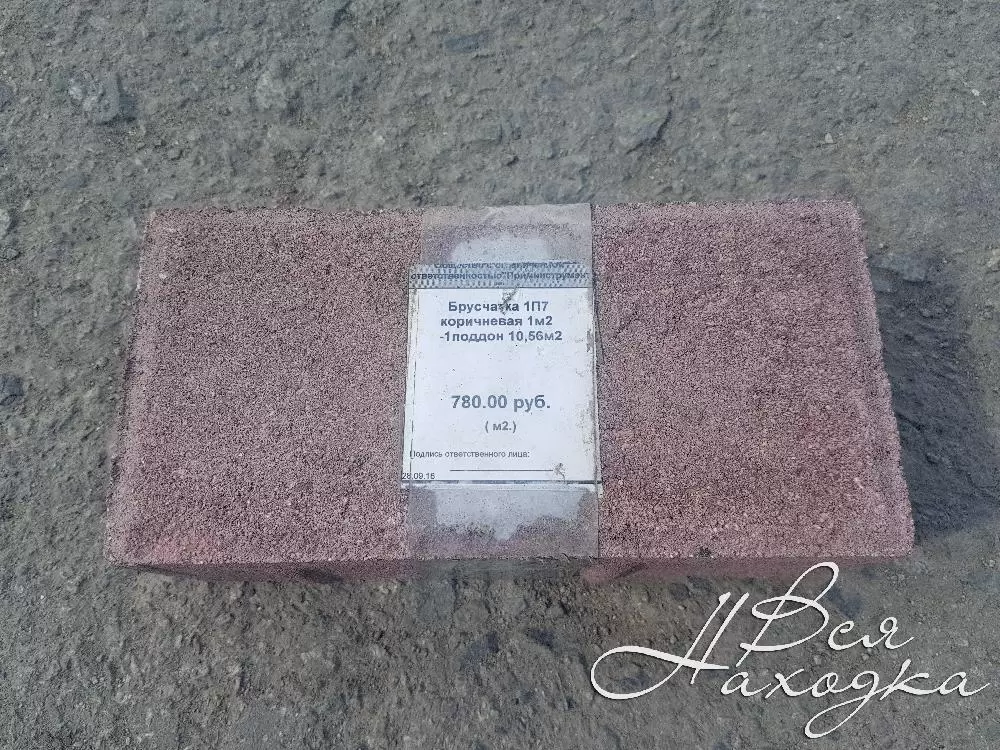 ответственностью"Приминструмент
Брусчатка 1П7
коричневая 1м2
-1поддон 10,56м2
780.00 руб.
( м2.)
Подпись ответственного лица:
28.09.16
Вся
Находка